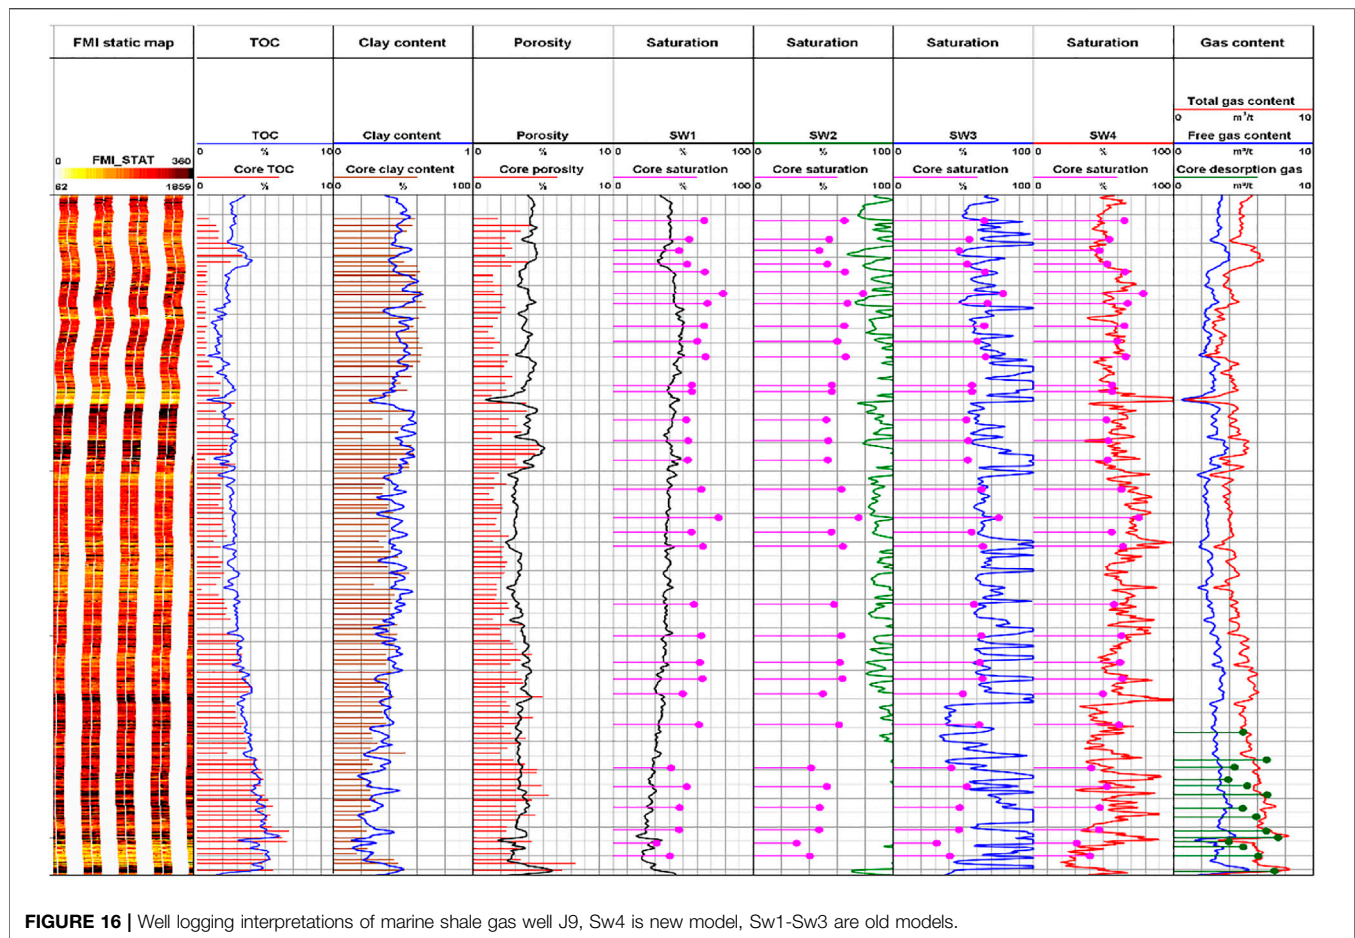 FMI static map TOC Clay content Porosity Saturation Saturation Saturation Saturation Gas content
Total gas content
0 m³/t 10
TOC Clay content Porosity SW1 SW2 SW3 SW4 Free gas content
0 FMI_STAT 360 0 % 10 0 % 1 0 % 10 0 % 100 0 % 100 0 % 100 0 % 100 0 m³/t 10
Core TOC Core clay content Core porosity Core saturation Core saturation Core saturation Core saturation Core desorption gas
62 1859 0 % 10 0 % 100 0 % 10 0 % 100 0 % 100 0 % 100 0 % 100 0 m³/t 10
FIGURE 16 | Well logging interpretations of marine shale gas well J9, Sw4 is new model, Sw1-Sw3 are old models.